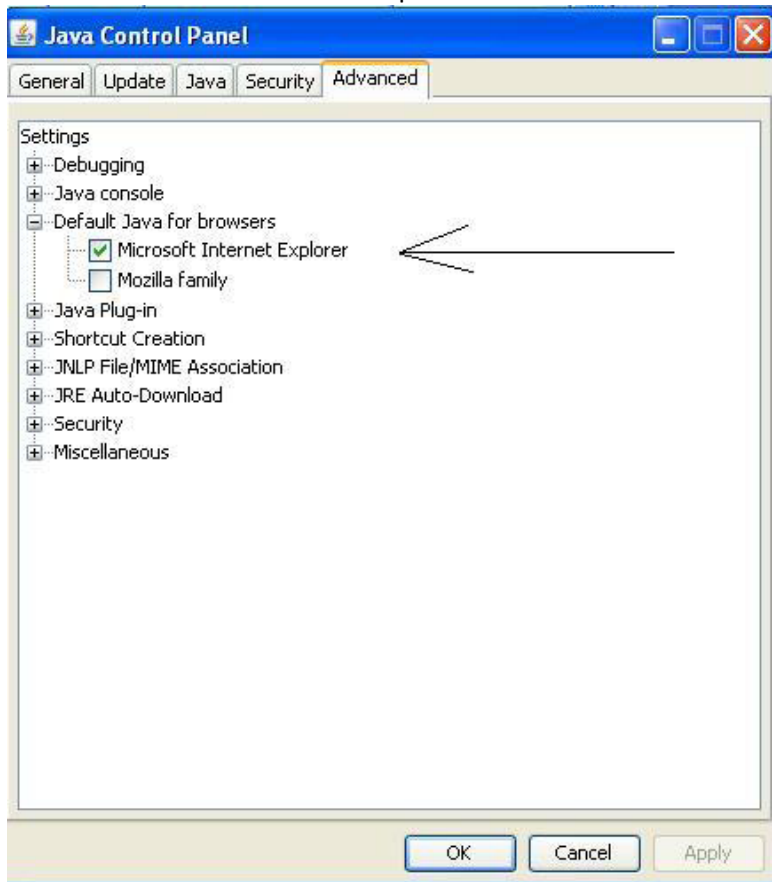 Java Control Panel
General Update Java Security Advanced
Settings
Debugging
Java console
Default Java for browsers
Microsoft Internet Explorer
Mozilla family
Java Plug-in
Shortcut Creation
JNLP File/MIME Association
JRE Auto-Download
Security
Miscellaneous
OK Cancel Apply